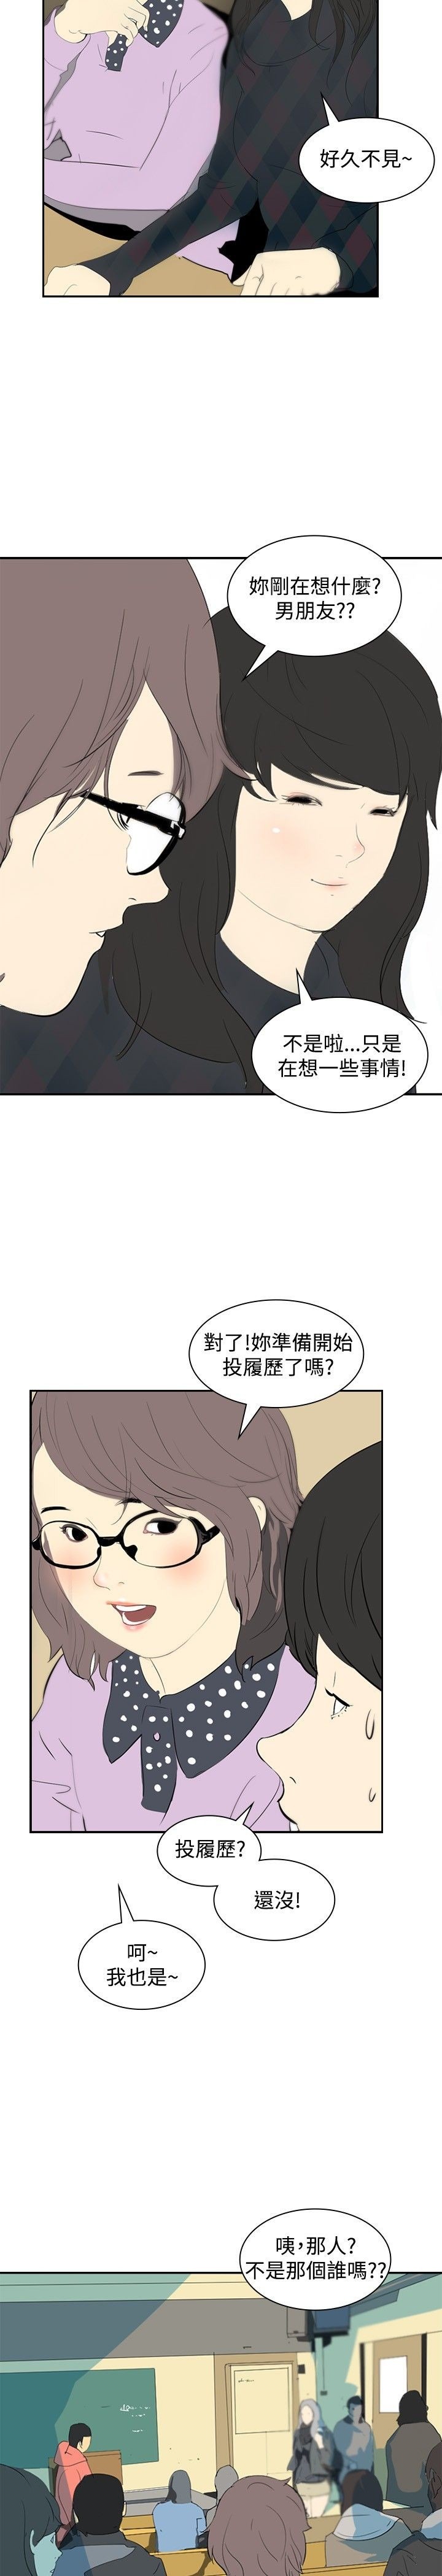 好久不見~
妳剛在想什麼?
男朋友??
不是啦...只是
在想一些事情!
對了!妳準備開始
投履歷了嗎?
投履歷?
還沒!
呵~
我也是~
咦,那人?
不是那個誰嗎??